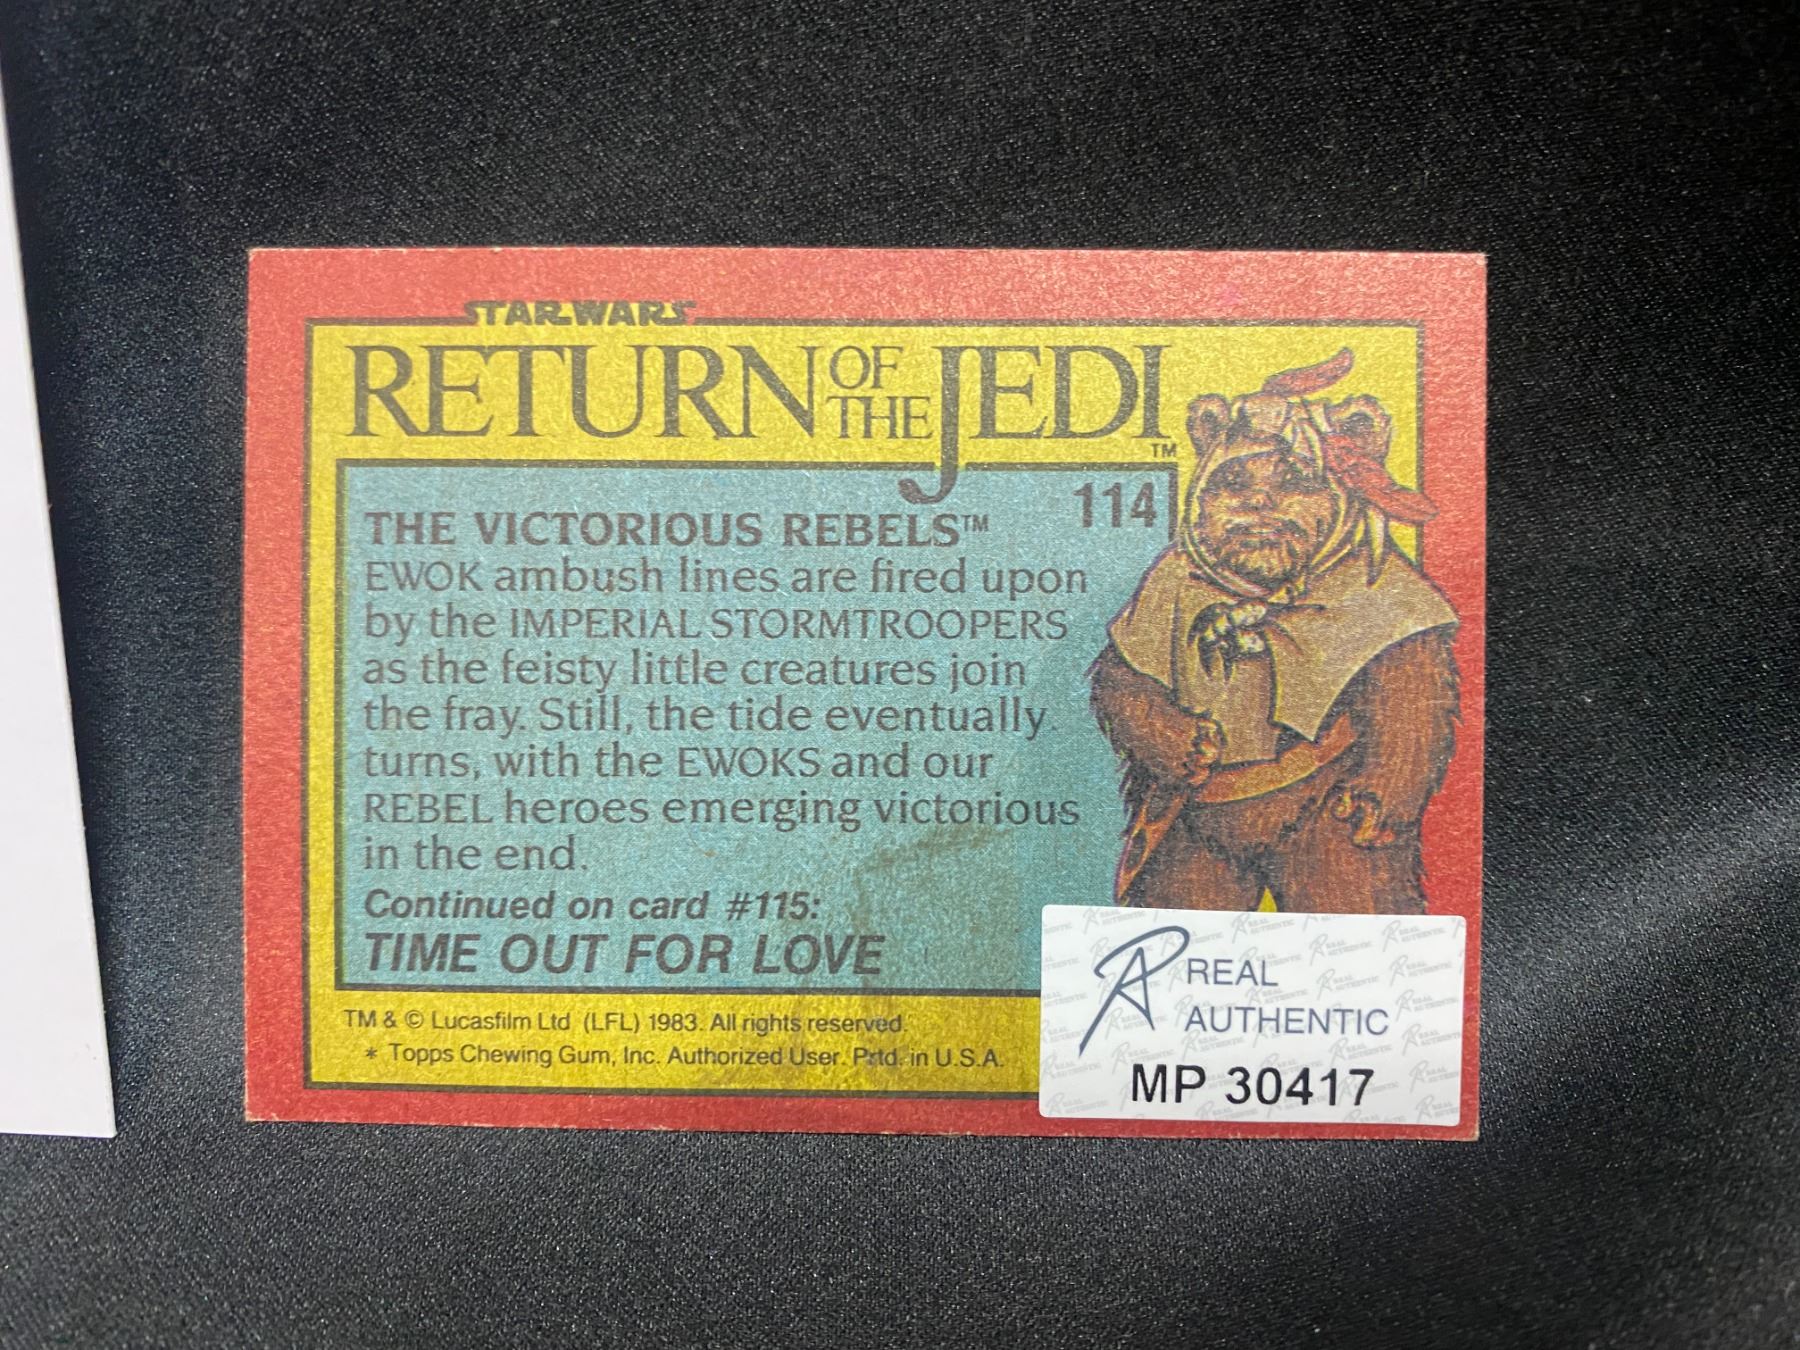 STAR WARS
RETURN OF THE JEDI™
114
THE VICTORIOUS REBELS™
EWOK ambush lines are fired upon
by the IMPERIAL STORMTROOPERS
as the feisty little creatures join
the fray. Still, the tide eventually
turns, with the EWOKS and our
REBEL heroes emerging victorious
in the end.
Continued on card #115:
TIME OUT FOR LOVE
TM & © Lucasfilm Ltd (LFL) 1983. All rights reserved.
* Topps Chewing Gum, Inc. Authorized User. Prtd. in U.S.A.
RA REAL
AUTHENTIC
MP 30417